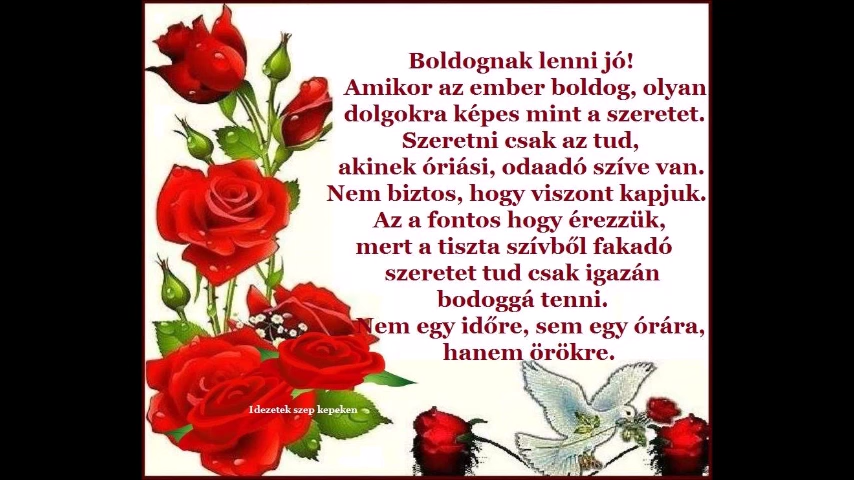 Boldognak lenni jó!
Amikor az ember boldog, olyan
dolgokra képes mint a szeretet.
Szeretni csak az tud,
akinek óriási, odaadó szíve van.
Nem biztos, hogy viszont kapjuk.
Az a fontos hogy érezzük,
mert a tiszta szívből fakadó
szeretet tud csak igazán
bodoggá tenni.
Nem egy időre, sem egy órára,
hanem örökre.
Idezetek szep kepeken